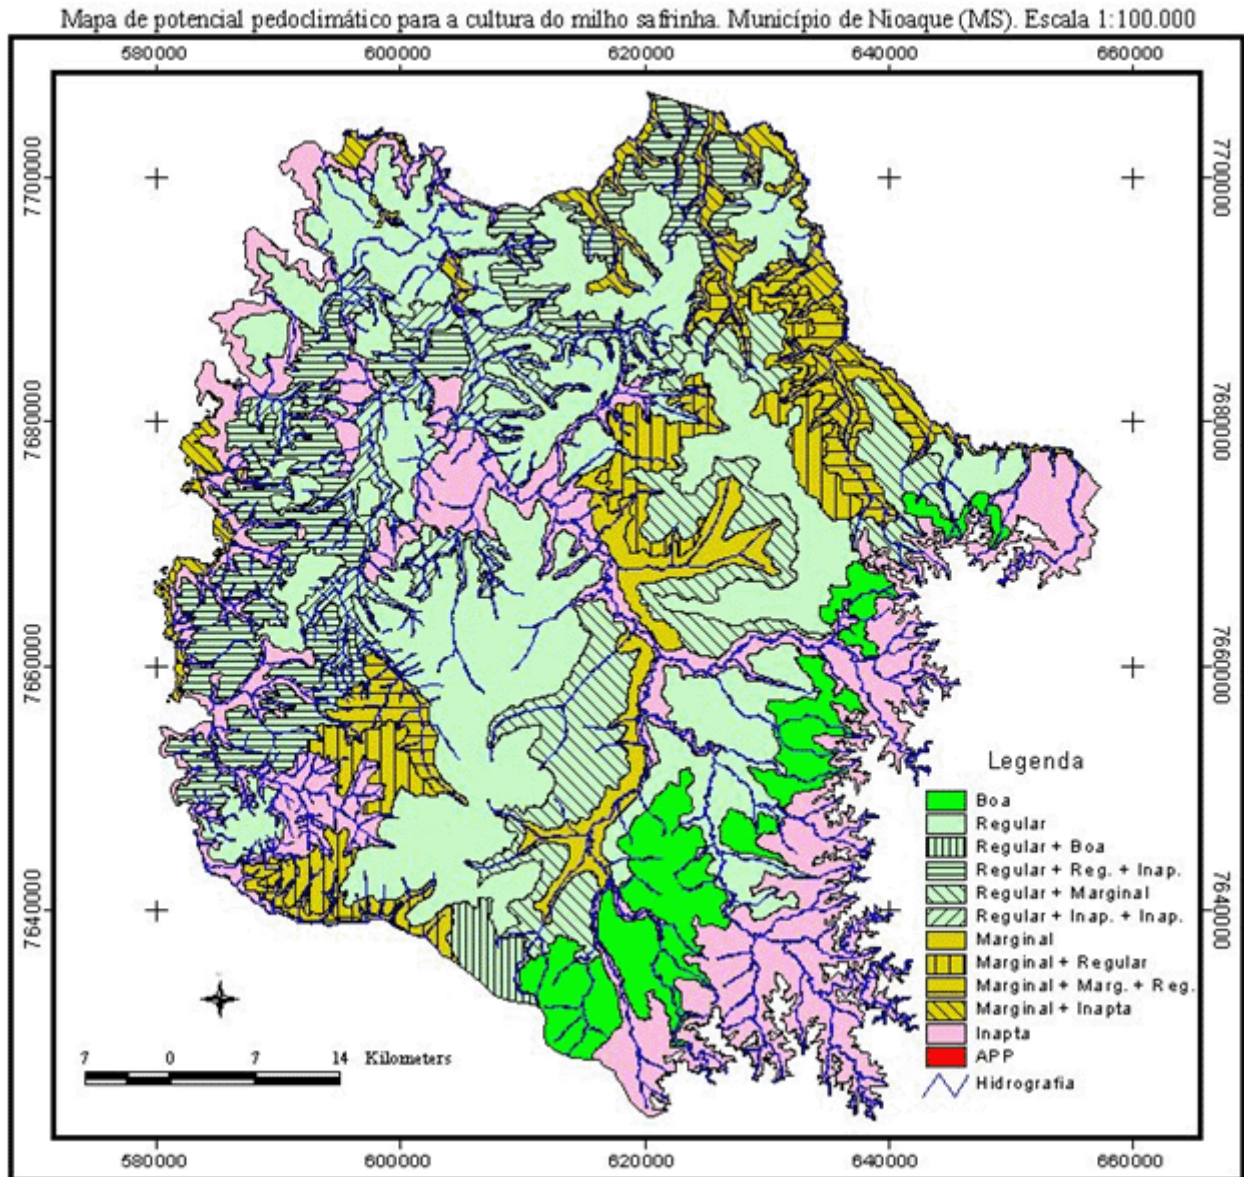 Mapa de potencial pedoclimático para a cultura do milho safrinha. Município de Nioaque (MS). Escala 1:100.000
580000 600000 620000 640000 660000
7700000 7700000
7680000 7680000
7660000 7660000
7640000 7640000
Legenda
Boa
Regular
Regular + Boa
Regular + Reg. + Inap.
Regular + Marginal
Regular + Inap. + Inap.
Marginal
Marginal + Regular
Marginal + Marg. + Reg.
Marginal + Inapta
Inapta
APP
Hidrografia
7 0 7 14 Kilometers
580000 600000 620000 640000 660000